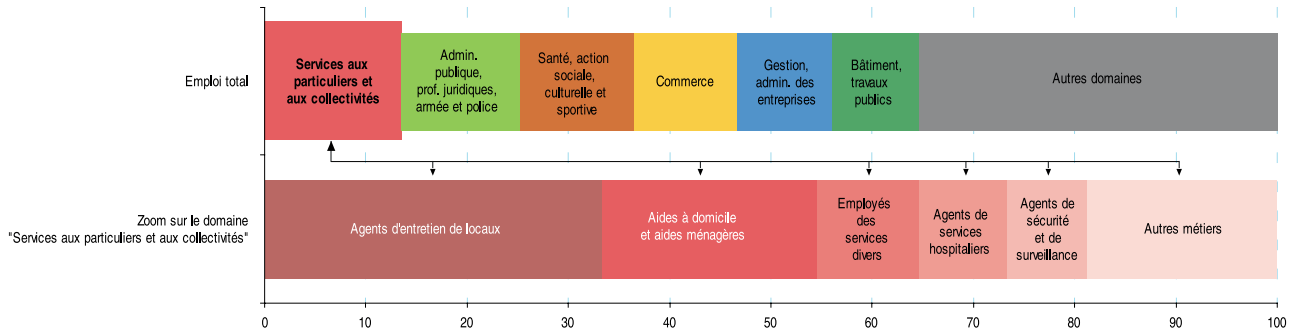 Emploi total
Services aux
particuliers et
aux collectivités
Admin.
publique,
prof. juridiques,
armée et police
Santé, action
sociale,
culturelle et
sportive
Commerce
Gestion,
admin. des
entreprises
Bâtiment,
travaux
publics
Autres domaines
Zoom sur le domaine
"Services aux particuliers et aux collectivités"
Agents d'entretien de locaux
Aides à domicile
et aides ménagères
Employés
des
services
divers
Agents de
services
hospitaliers
Agents de
sécurité
et de
surveillance
Autres métiers
0 10 20 30 40 50 60 70 80 90 100